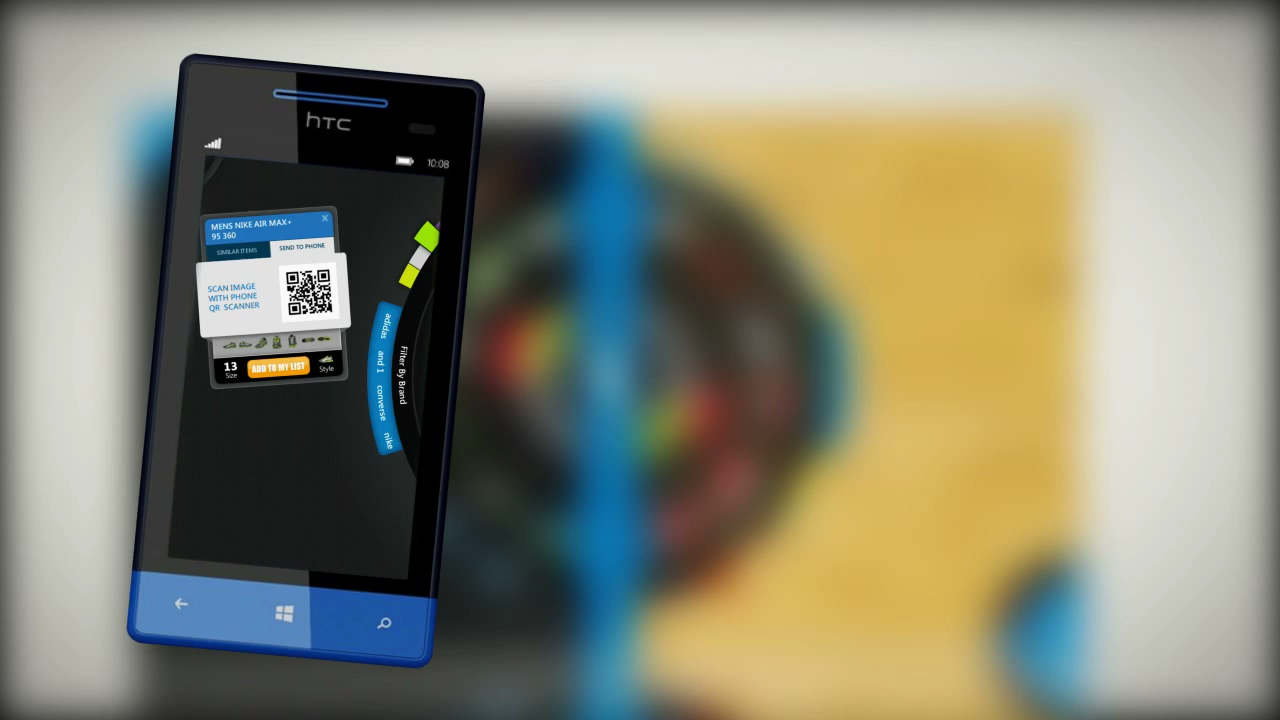 hTC
10:08
MENS NIKE AIR MAX+
95 360
X
SIMILAR ITEMS
SEND TO PHONE
SCAN IMAGE
WITH PHONE
QR SCANNER
13
Size
ADD TO MY LIST
Style
Filter By Brand
adidas and 1 converse nike